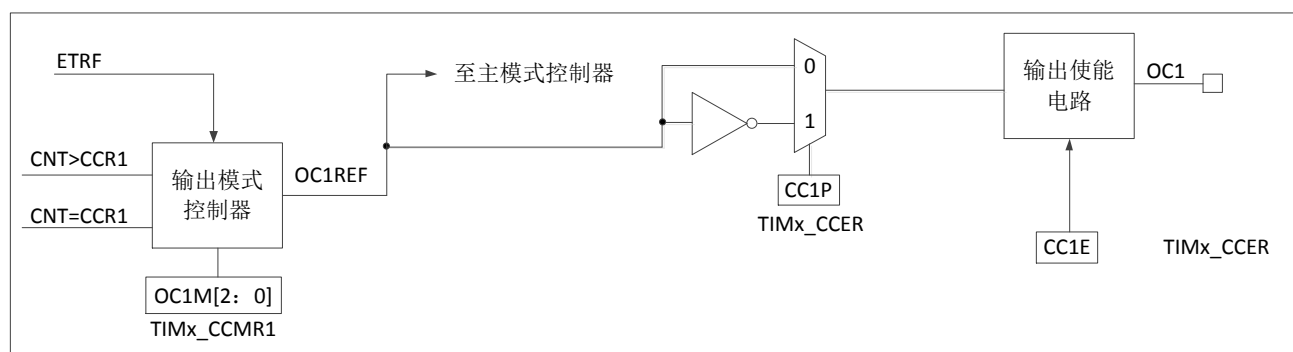 ETRF
CNT>CCR1
CNT=CCR1
输出模式
控制器
OC1M[2：0]
TIMx_CCMR1
OC1REF
至主模式控制器
0
1
CC1P
TIMx_CCER
输出使能
电路
OC1
CC1E
TIMx_CCER